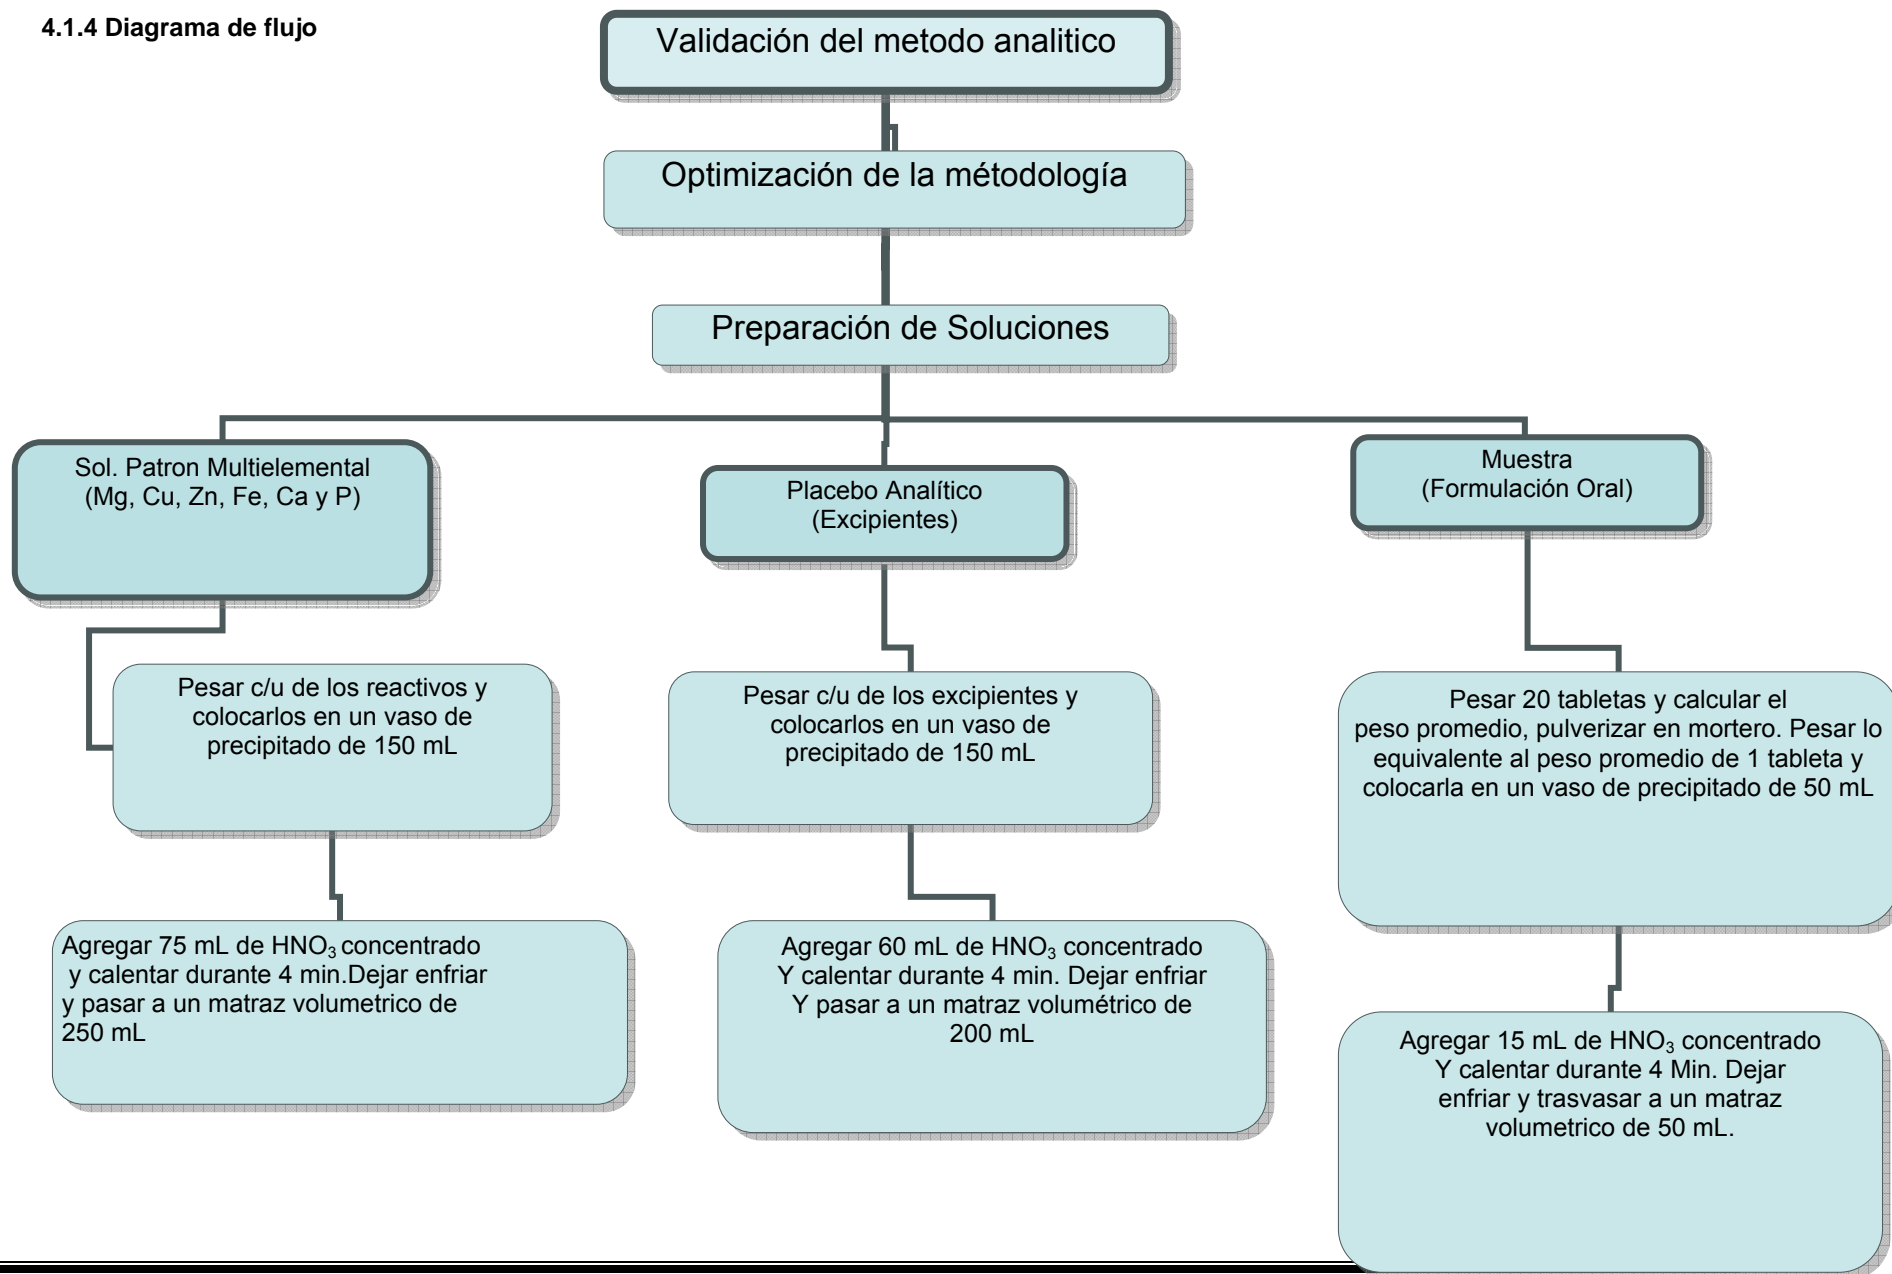 4.1.4 Diagrama de flujo
Validación del metodo analitico
Optimización de la métodología
Preparación de Soluciones
Sol. Patron Multielemental
(Mg, Cu, Zn, Fe, Ca y P)
Placebo Analítico
(Excipientes)
Muestra
(Formulación Oral)
Pesar c/u de los reactivos y
colocarlos en un vaso de
precipitado de 150 mL
Pesar c/u de los excipientes y
colocarlos en un vaso de
precipitado de 150 mL
Pesar 20 tabletas y calcular el
peso promedio, pulverizar en mortero. Pesar lo
equivalente al peso promedio de 1 tableta y
colocarla en un vaso de precipitado de 50 mL
Agregar 75 mL de HNO₃ concentrado
y calentar durante 4 min.Dejar enfriar
y pasar a un matraz volumetrico de
250 mL
Agregar 60 mL de HNO₃ concentrado
Y calentar durante 4 min. Dejar enfriar
Y pasar a un matraz volumétrico de
200 mL
Agregar 15 mL de HNO₃ concentrado
Y calentar durante 4 Min. Dejar
enfriar y trasvasar a un matraz
volumetrico de 50 mL.